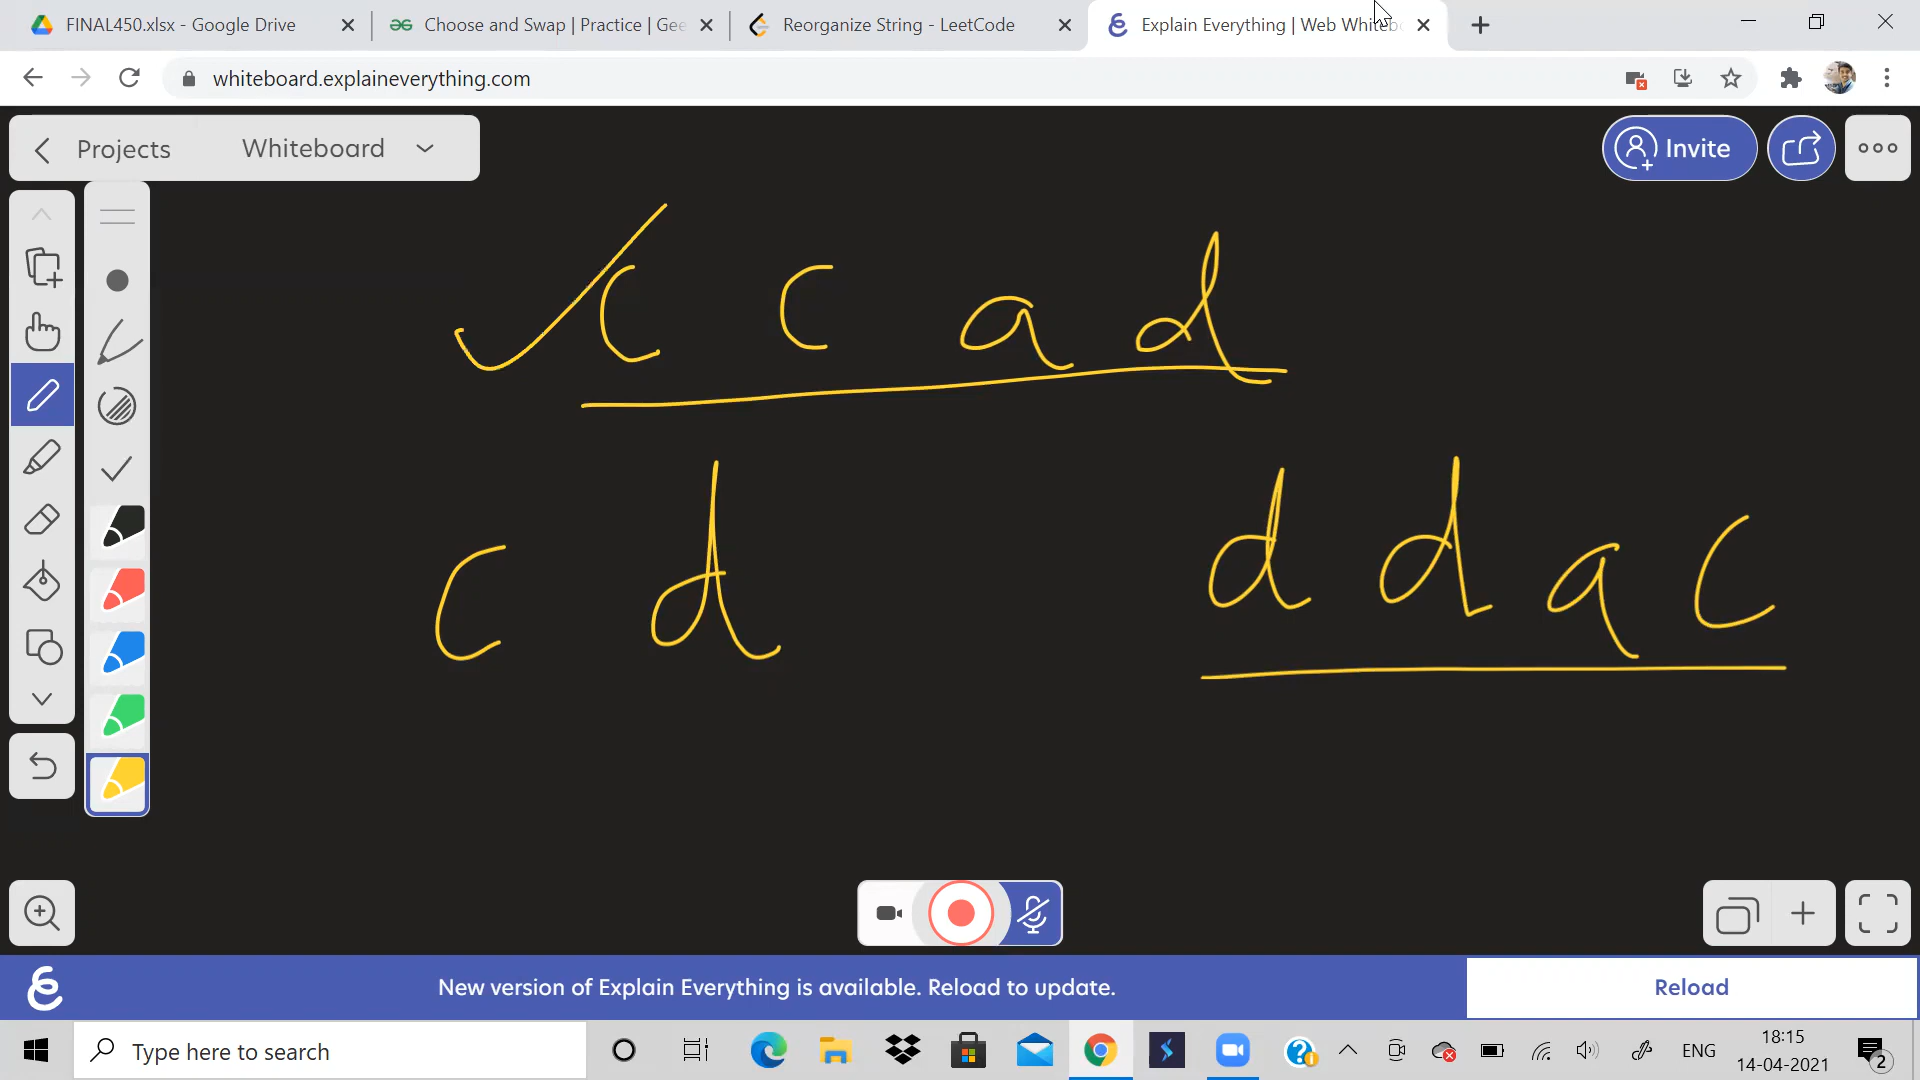 FINAL450.xlsx - Google Drive
Choose and Swap | Practice | Gee
Reorganize String - LeetCode
Explain Everything | Web Whitebo
whiteboard.explaineverything.com
Projects Whiteboard
Invite
c c a d
c d d d a c
New version of Explain Everything is available. Reload to update.
Reload
Type here to search
ENG
18:15
14-04-2021
2